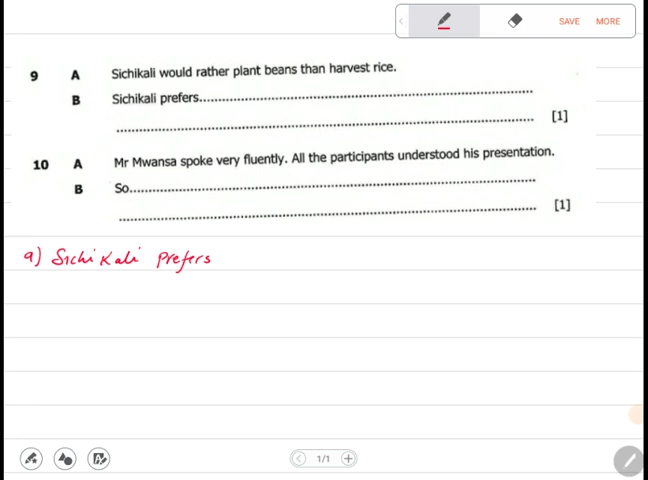 SAVE MORE
9 A Sichikali would rather plant beans than harvest rice.
B Sichikali prefers........................................
........................................ [1]
10 A Mr Mwansa spoke very fluently. All the participants understood his presentation.
B So........................................
........................................ [1]
9) Sichikali prefers
1/1